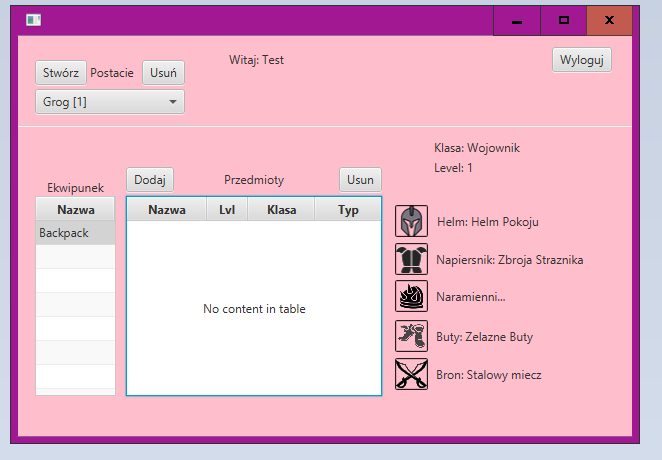 Witaj: Test
Wyloguj
Stwórz Postacie Usuń
Grog [1]
Klasa: Wojownik
Level: 1
Ekwipunek
Dodaj Przedmioty Usun
Nazwa
Backpack
Nazwa Lvl Klasa Typ
No content in table
Helm: Helm Pokoju
Napiersnik: Zbroja Straznika
Naramienni...
Buty: Zelazne Buty
Bron: Stalowy miecz